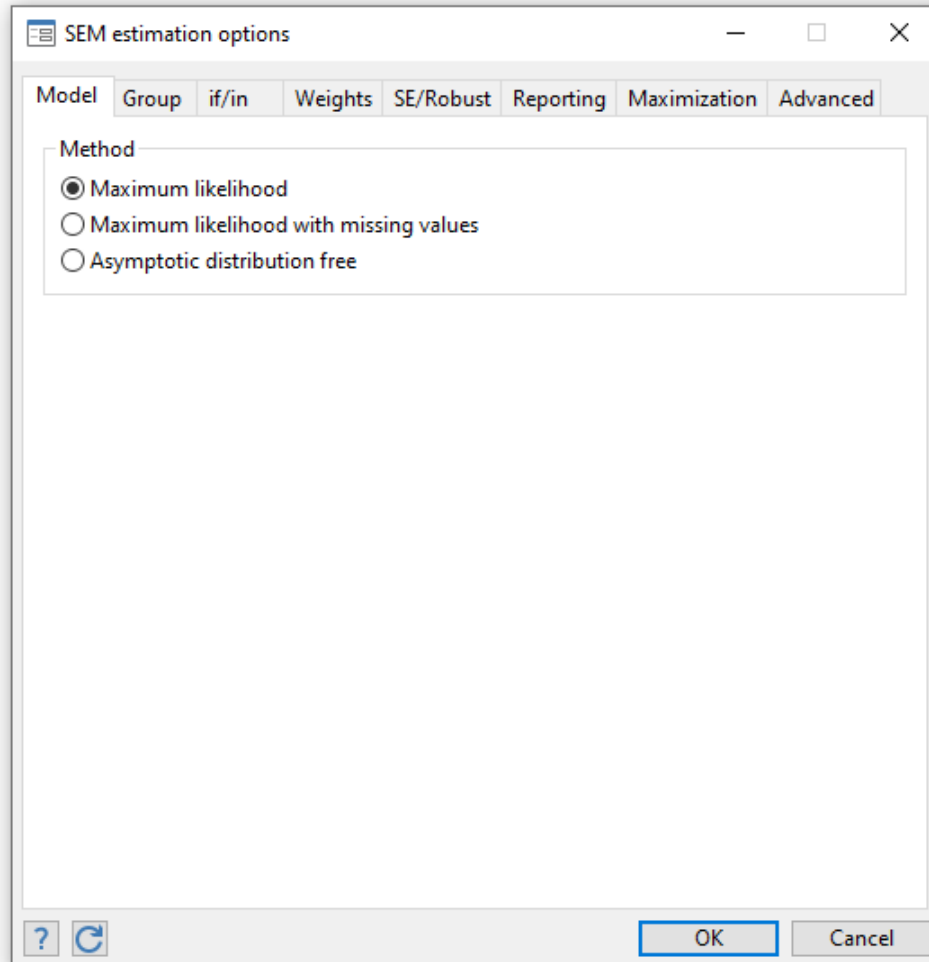 SEM estimation options
Model Group if/in Weights SE/Robust Reporting Maximization Advanced
Method
Maximum likelihood
Maximum likelihood with missing values
Asymptotic distribution free
? OK Cancel